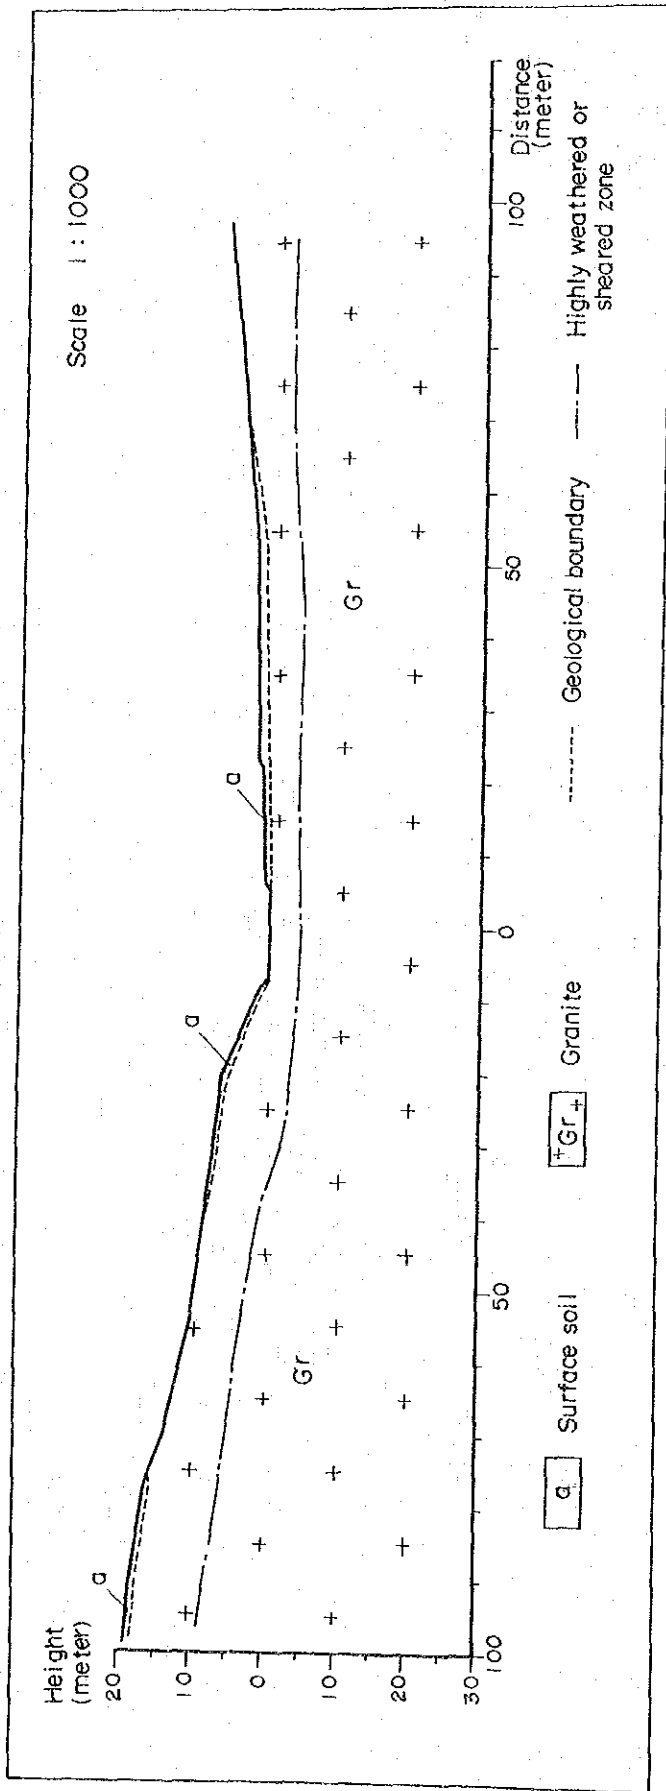 Scale 1:1000
Height
(meter)
20
10
0
10
20
30
a
a
a
Gr
Gr
100
50
0
50
100
Distance
(meter)
a Surface soil
Gr Granite
Geological boundary
Highly weathered or
sheared zone